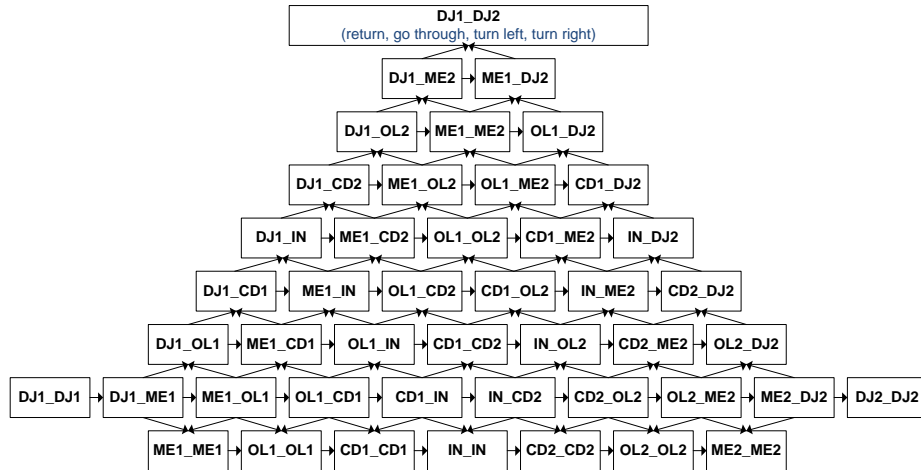 DJ1_DJ2
(return, go through, turn left, turn right)
DJ1_ME2 ME1_DJ2
DJ1_OL2 ME1_ME2 OL1_DJ2
DJ1_CD2 ME1_OL2 OL1_ME2 CD1_DJ2
DJ1_IN ME1_CD2 OL1_OL2 CD1_ME2 IN_DJ2
DJ1_CD1 ME1_IN OL1_CD2 CD1_OL2 IN_ME2 CD2_DJ2
DJ1_OL1 ME1_CD1 OL1_IN CD1_CD2 IN_OL2 CD2_ME2 OL2_DJ2
DJ1_DJ1 DJ1_ME1 ME1_OL1 OL1_CD1 CD1_IN IN_CD2 CD2_OL2 OL2_ME2 ME2_DJ2 DJ2_DJ2
ME1_ME1 OL1_OL1 CD1_CD1 IN_IN CD2_CD2 OL2_OL2 ME2_ME2